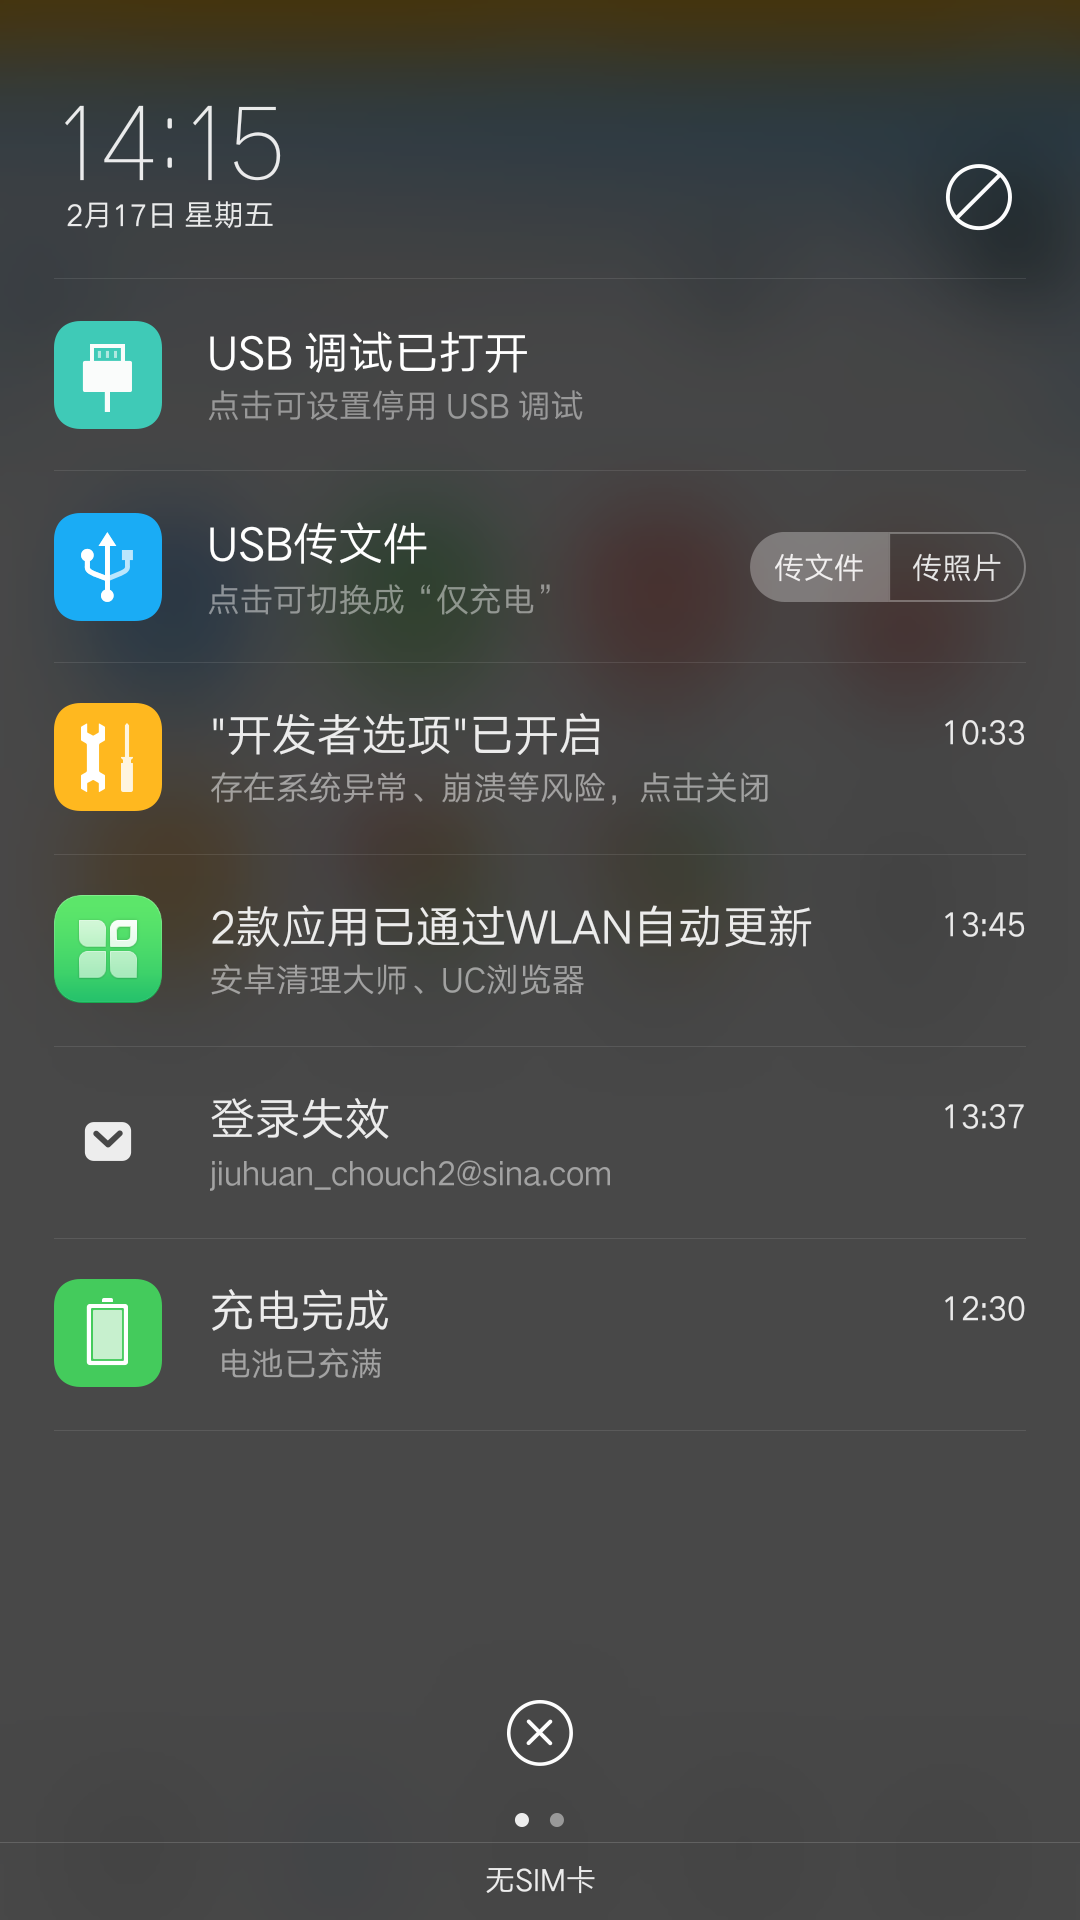 14:15
2月17日 星期五
USB 调试已打开
点击可设置停用 USB 调试
USB传文件
点击可切换成“仅充电”
传文件
传照片
"开发者选项"已开启
10:33
存在系统异常、崩溃等风险，点击关闭
2款应用已通过WLAN自动更新
13:45
安卓清理大师、UC浏览器
登录失效
13:37
jiuhuan_chouch2@sina.com
充电完成
12:30
电池已充满
无SIM卡